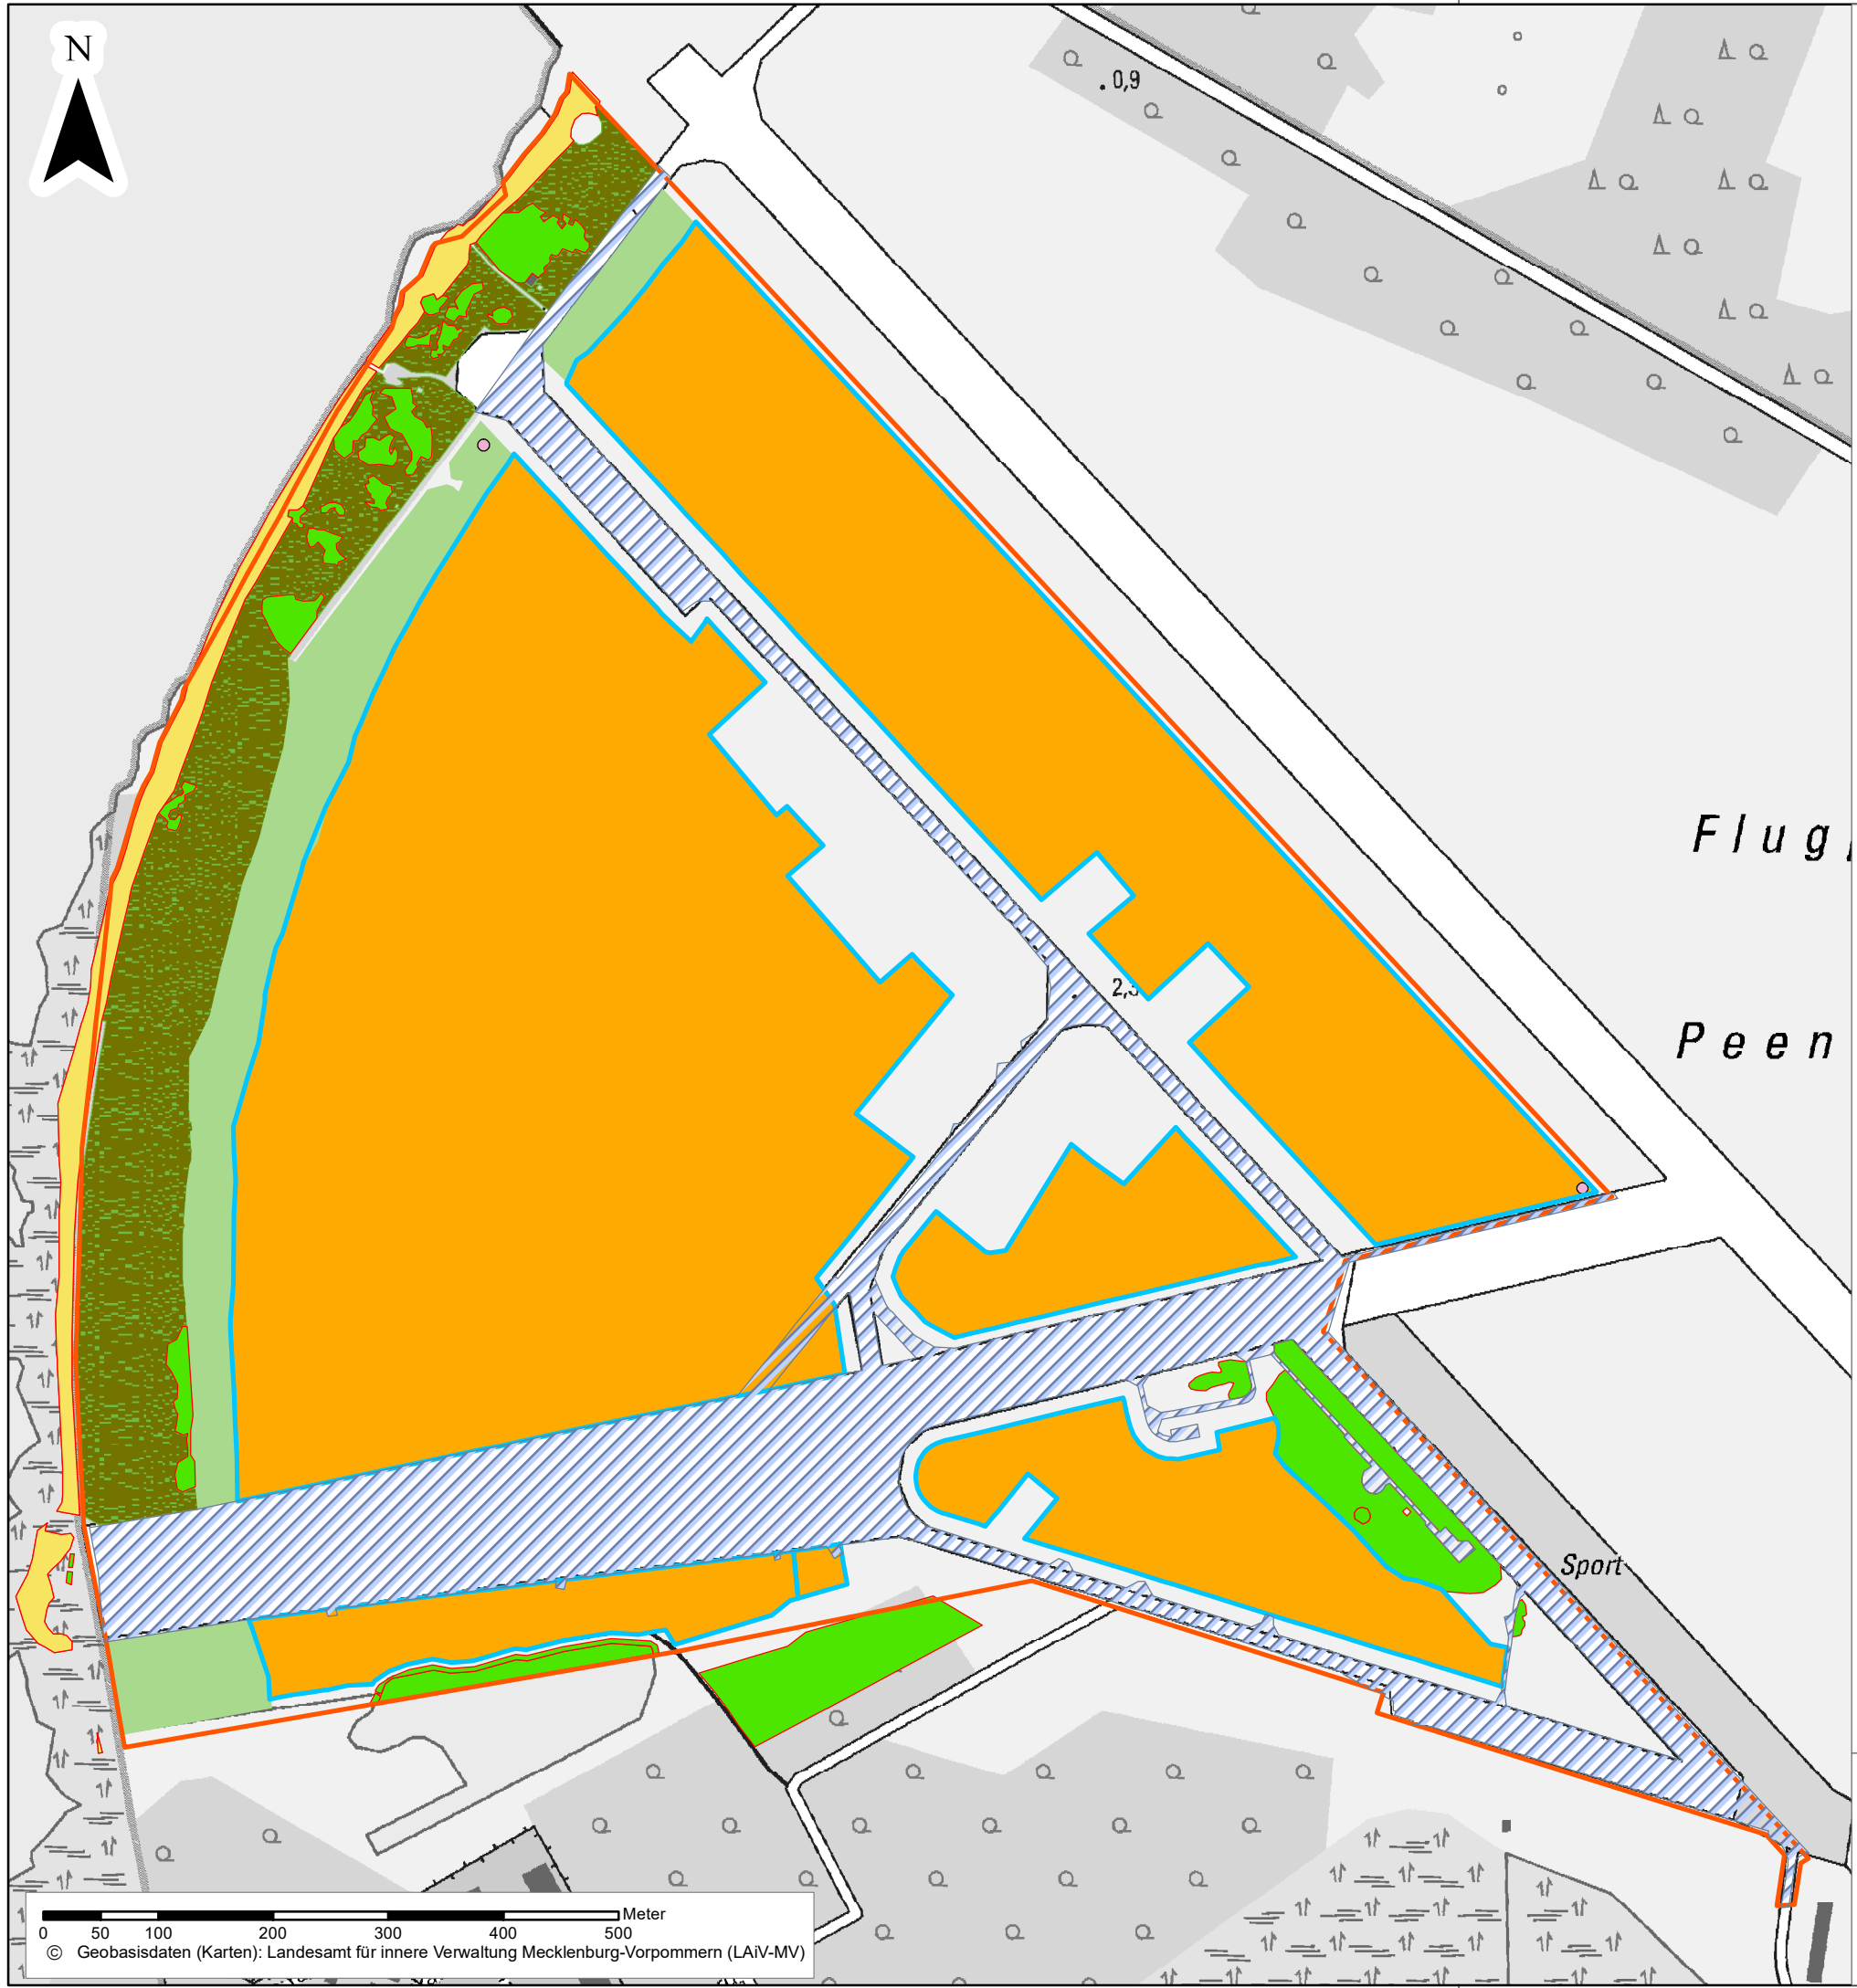 N
0,9
Flug
2,3
Peen
Sport
Meter
0 50 100 200 300 400 500
© Geobasisdaten (Karten): Landesamt für innere Verwaltung Mecklenburg-Vorpommern (LAiV-MV)